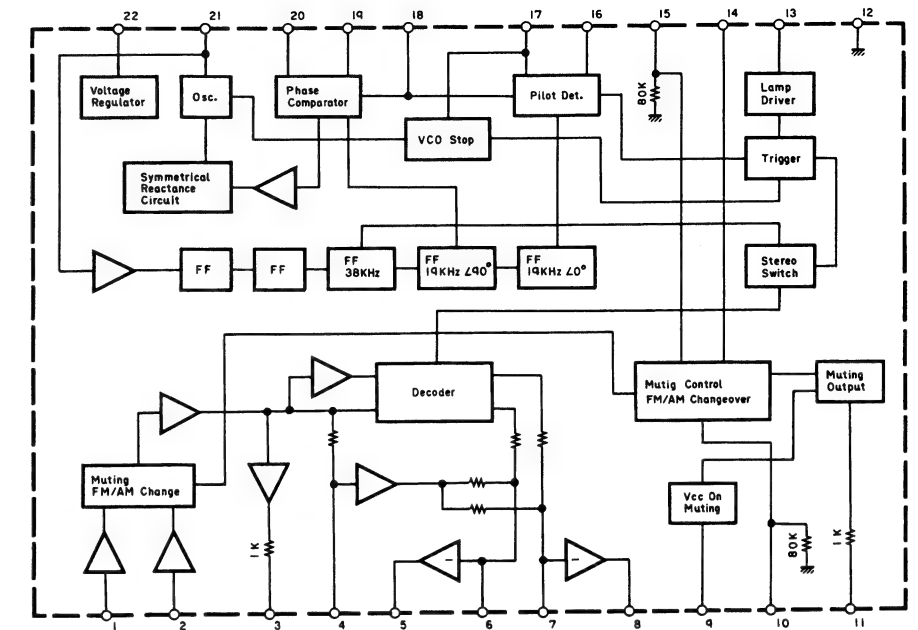 22 21 20 19 18 17 16 15 14 13 12
Voltage
Regulator
Osc.
Phase
Comparator
Pilot Det.
80K
Lamp
Driver
VCO Stop
Trigger
Symmetrical
Reactance
Circuit
FF
FF
FF
38KHz
FF
19KHz ∠90°
FF
19KHz ∠0°
Stereo
Switch
Decoder
Mutig Control
FM/AM Changeover
Muting
Output
Muting
FM/AM Change
Vcc On
Muting
1K
80K
1K
−
−
1 2 3 4 5 6 7 8 9 10 11